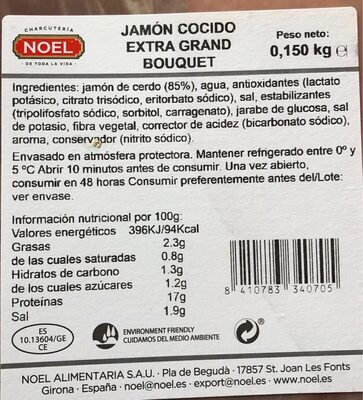 CHARCUTERÍA
NOEL
DE TODA LA VIDA
JAMÓN COCIDO
EXTRA GRAND
BOUQUET
Peso neto:
0,150 kg e
Ingredientes: jamón de cerdo (85%), agua, antioxidantes (lactato
potásico, citrato trisódico, eritorbato sódico), sal, estabilizantes
(tripolifosfato sódico, sorbitol, carragenato), jarabe de glucosa, sal
de potasio, fibra vegetal, corrector de acidez (bicarbonato sódico),
aroma, conservador (nitrito sódico).
Envasado en atmósfera protectora. Mantener refrigerado entre 0º y
5 ºC Abrir 10 minutos antes de consumir. Una vez abierto,
consumir en 48 horas Consumir preferentemente antes del/Lote:
ver envase.
Información nutricional por 100g:
Valores energéticos 396KJ/94Kcal
Grasas 2.3g
de las cuales saturadas 0.8g
Hidratos de carbono 1.3g
de los cuales azúcares 1.2g
Proteínas 17g
Sal 1.9g
8 410783 340705
ES
10.13604/GE
CE
ENVIRONMENT FRIENDLY
CUIDAMOS DEL MEDIO AMBIENTE
NOEL ALIMENTARIA S.A.U. · Pla de Begudà · 17857 St. Joan Les Fonts
Girona · España · noel@noel.es · export@noel.es · www.noel.es